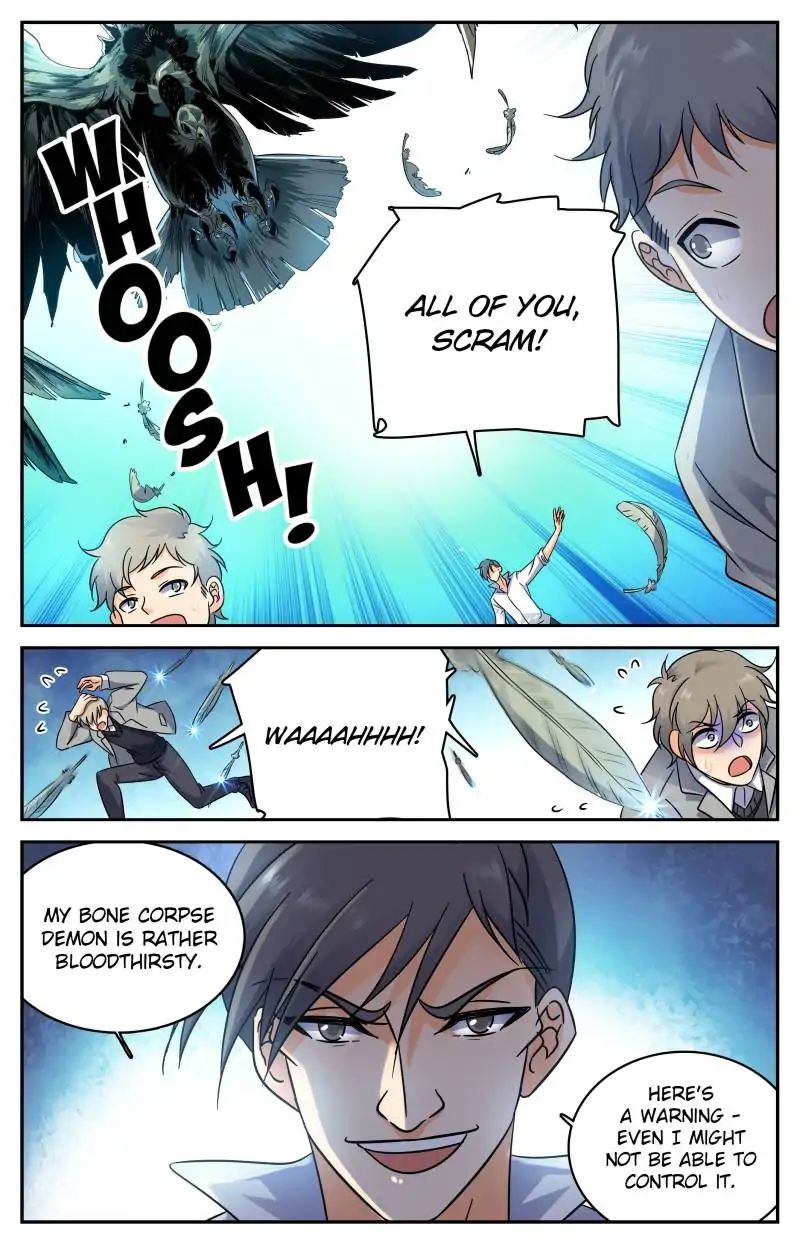 WHOOSH!
ALL OF YOU,
SCRAM!
WAAAAHHHH!
MY BONE CORPSE
DEMON IS RATHER
BLOODTHIRSTY.
HERE'S
A WARNING -
EVEN I MIGHT
NOT BE ABLE TO
CONTROL IT.